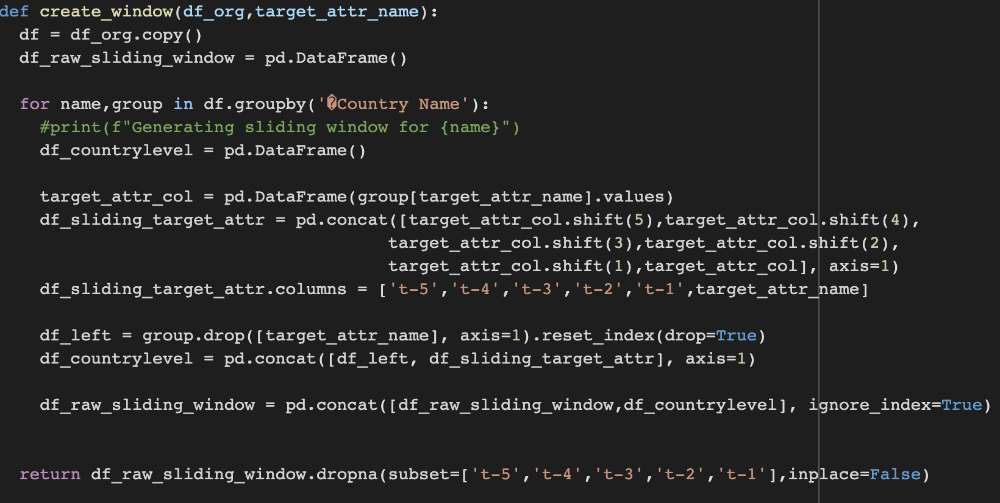 def create_window(df_org,target_attr_name):
  df = df_org.copy()
  df_raw_sliding_window = pd.DataFrame()

  for name,group in df.groupby('�Country Name'):
    #print(f"Generating sliding window for {name}")
    df_countrylevel = pd.DataFrame()

    target_attr_col = pd.DataFrame(group[target_attr_name].values)
    df_sliding_target_attr = pd.concat([target_attr_col.shift(5),target_attr_col.shift(4),
                                      target_attr_col.shift(3),target_attr_col.shift(2),
                                      target_attr_col.shift(1),target_attr_col], axis=1)
    df_sliding_target_attr.columns = ['t-5','t-4','t-3','t-2','t-1',target_attr_name]

    df_left = group.drop([target_attr_name], axis=1).reset_index(drop=True)
    df_countrylevel = pd.concat([df_left, df_sliding_target_attr], axis=1)

    df_raw_sliding_window = pd.concat([df_raw_sliding_window,df_countrylevel], ignore_index=True)


  return df_raw_sliding_window.dropna(subset=['t-5','t-4','t-3','t-2','t-1'],inplace=False)